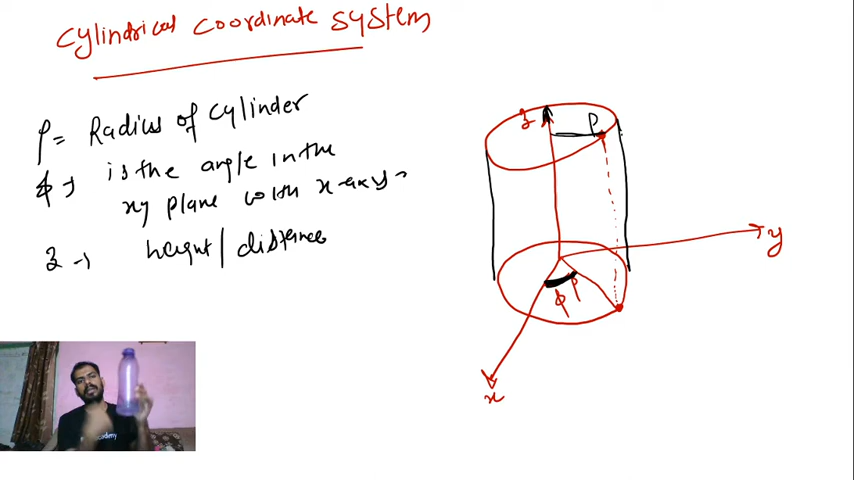 cylindrical coordinate system
ρ = Radius of cylinder
ϕ → is the angle in the
xy plane with x-axis
z → height/distance
z
ρ
y
ϕ
ρ
x